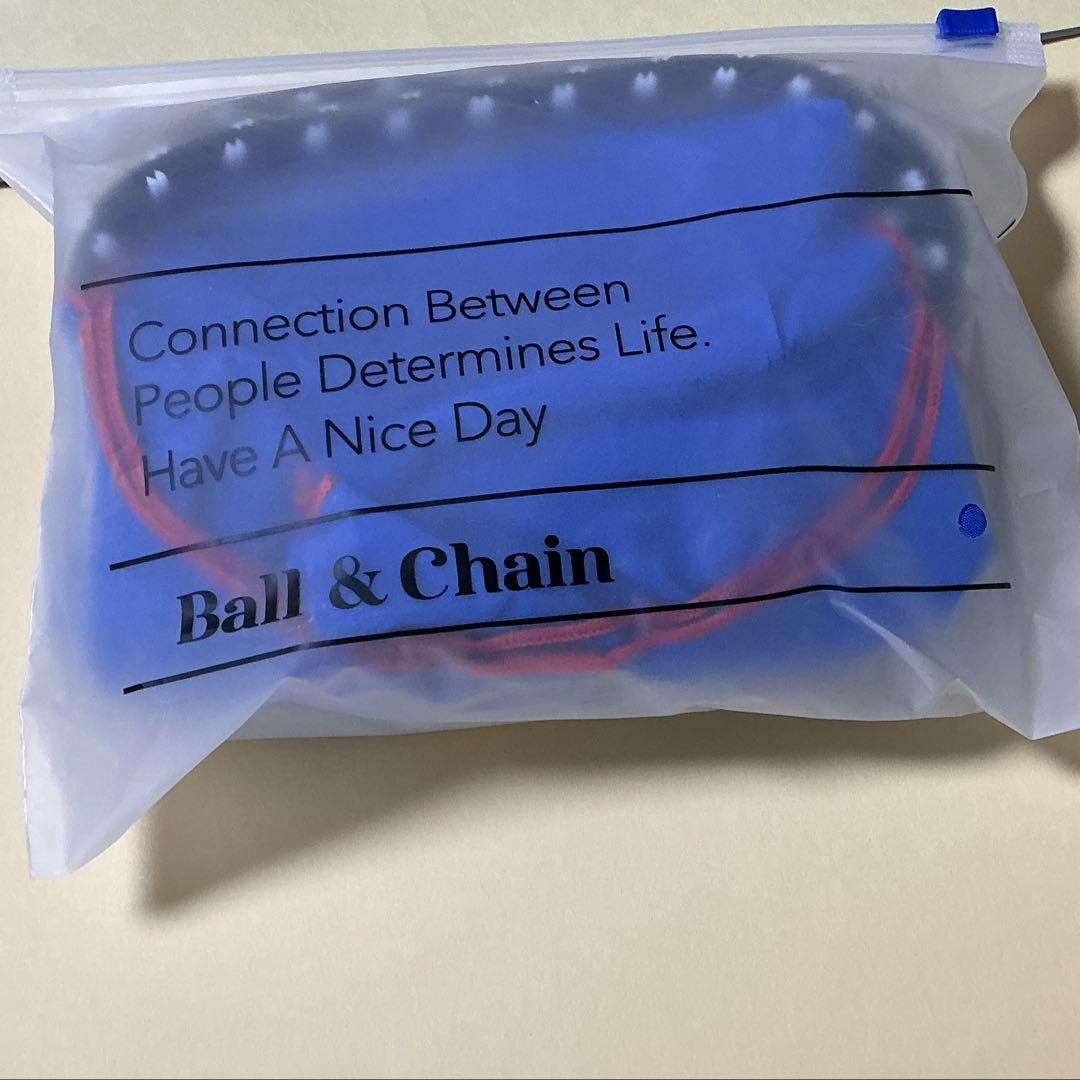 Connection Between
People Determines Life.
Have A Nice Day
Ball & Chain